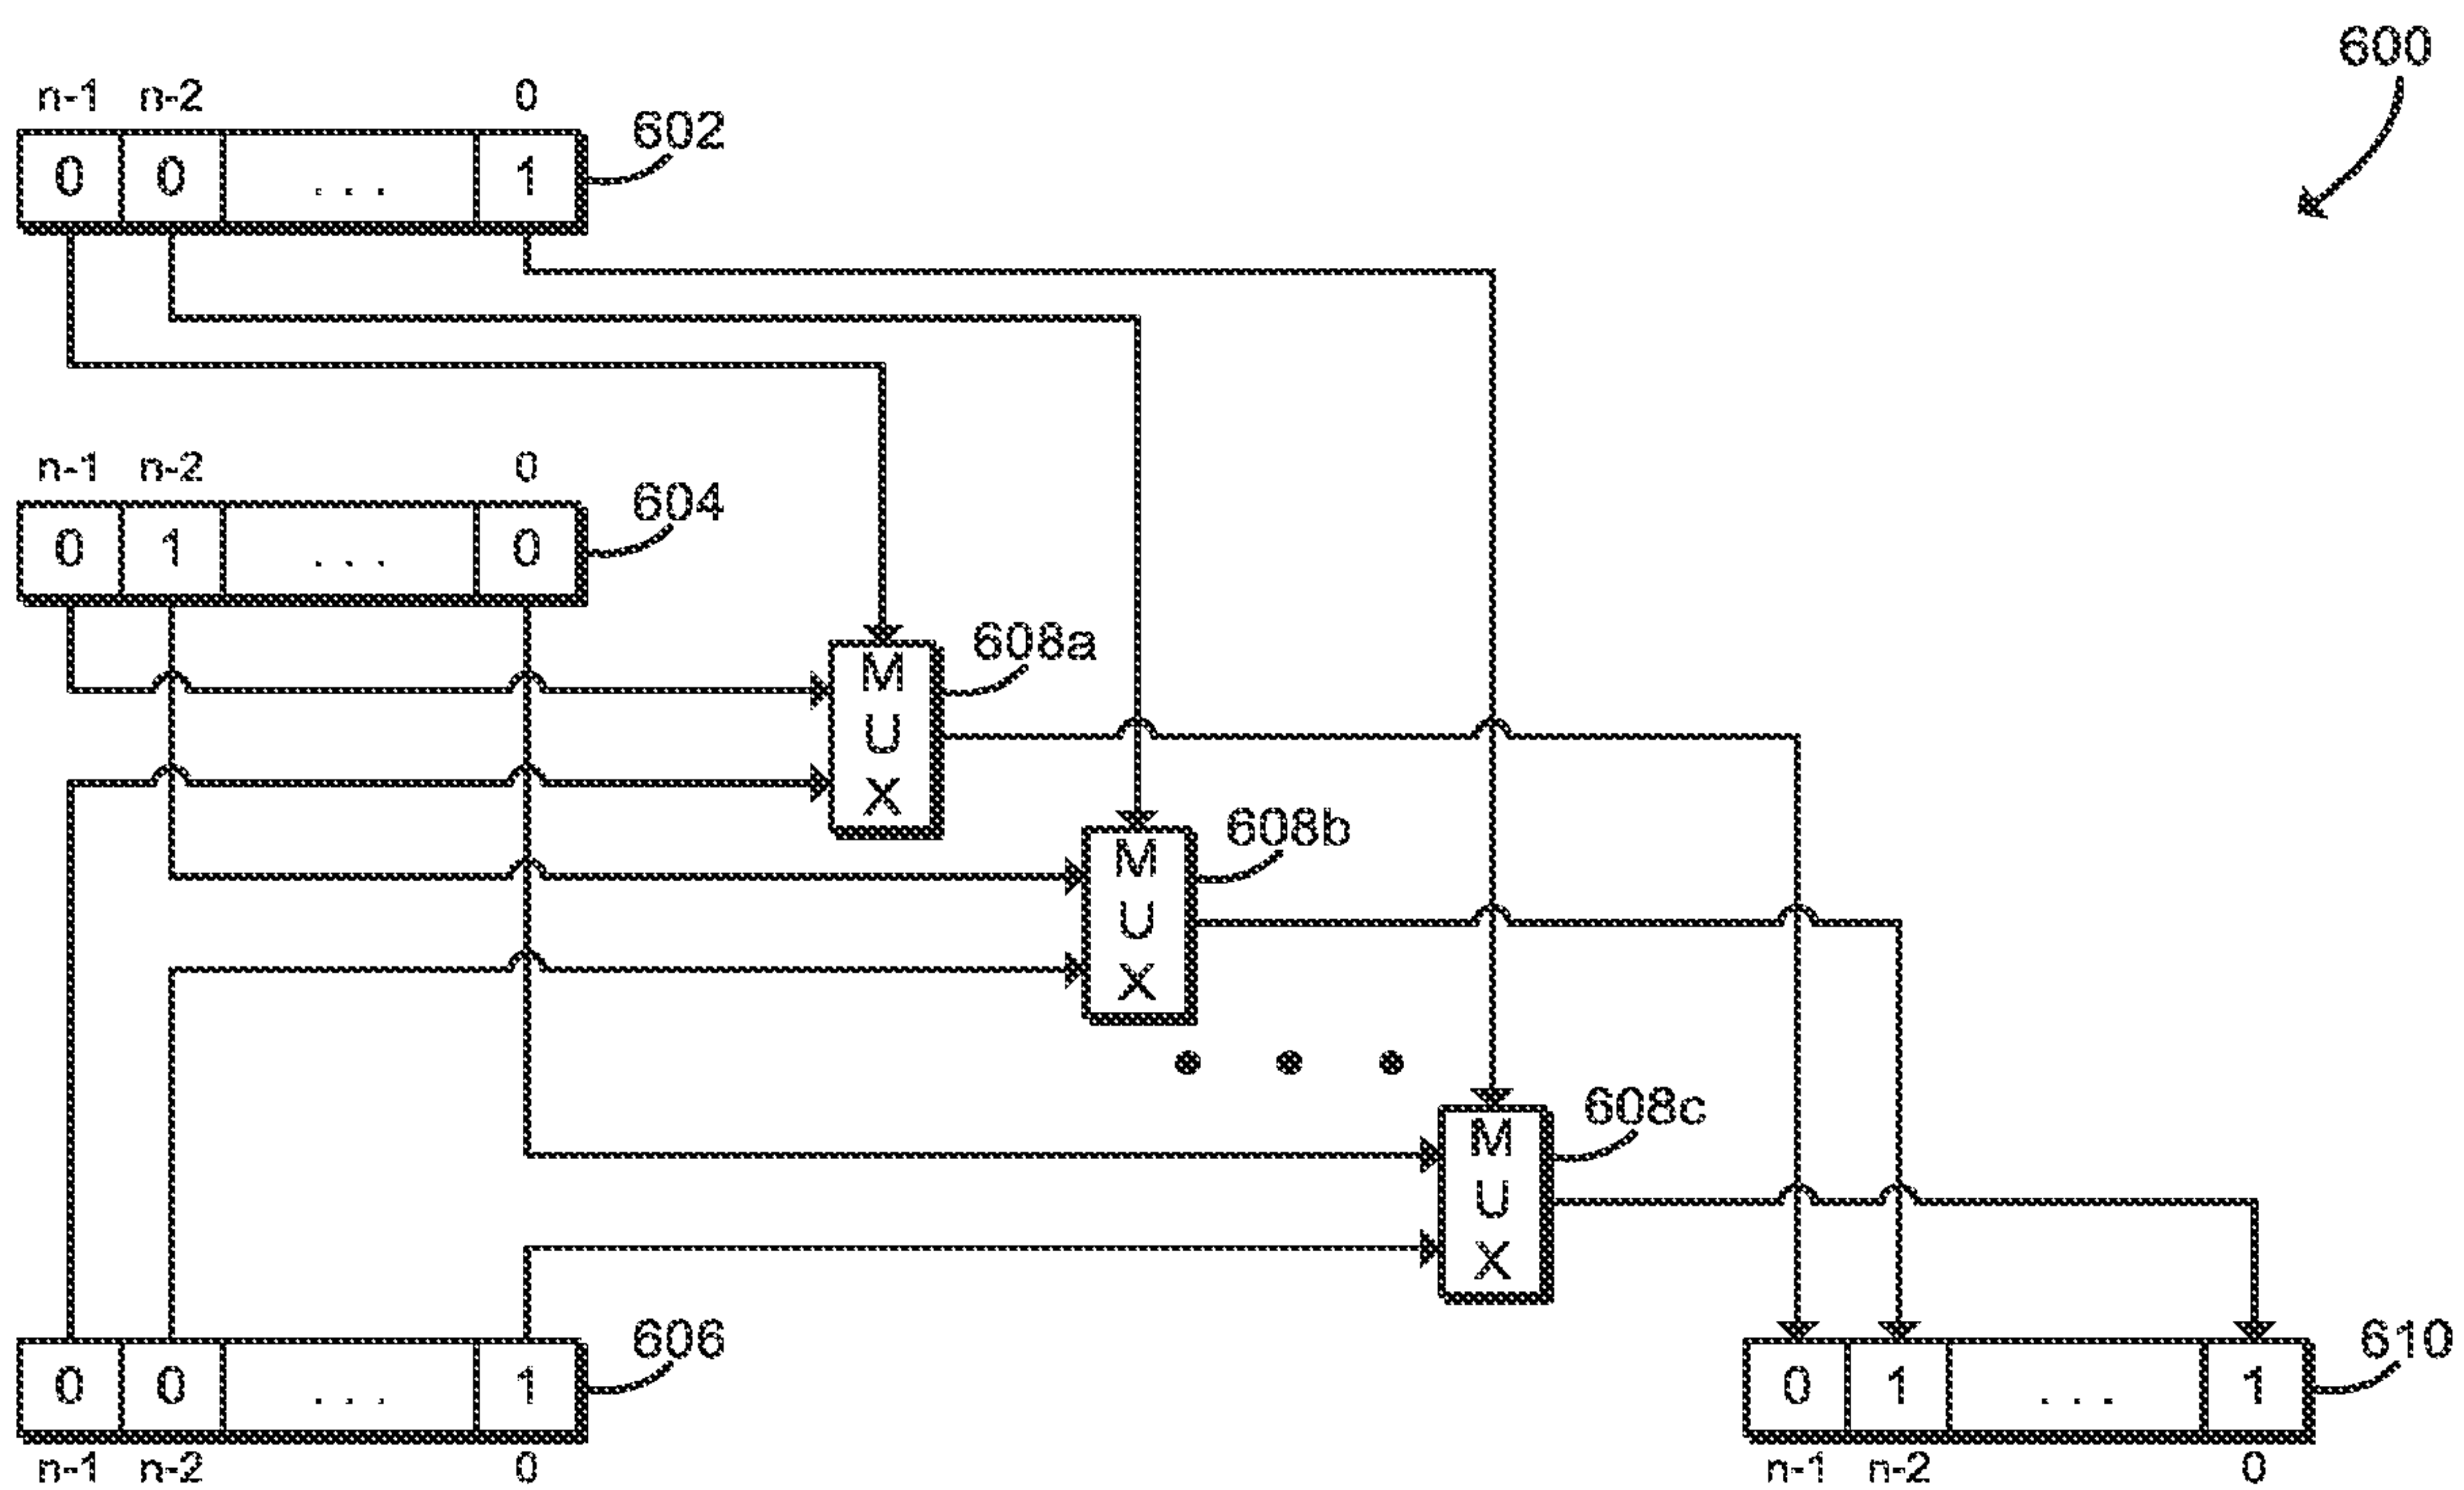 600
n-1 n-2 0
602
0 0 . . . 1
n-1 n-2 0
604
0 1 . . . 0
608a
M
U
X
608b
M
U
X
608c
M
U
X
606
0 0 . . . 1
n-1 n-2 0
610
0 1 . . . 1
n-1 n-2 0